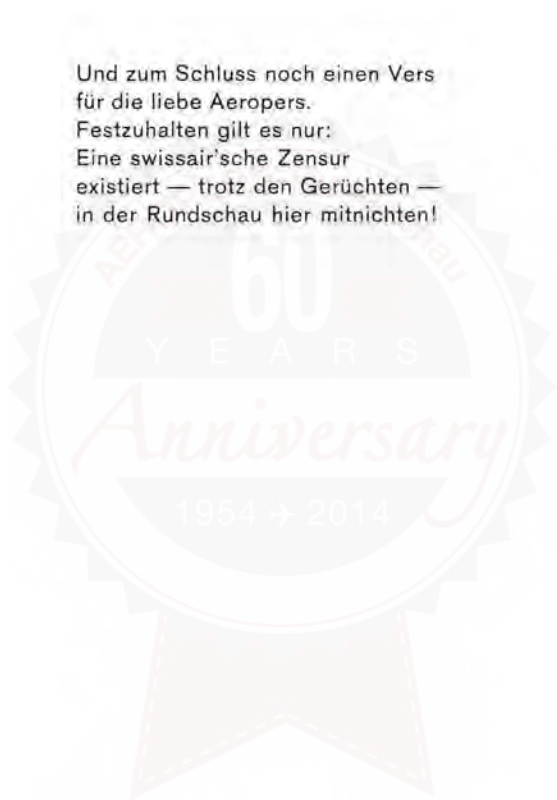 Und zum Schluss noch einen Vers
für die liebe Aeropers.
Festzuhalten gilt es nur:
Eine swissair'sche Zensur
existiert — trotz den Gerüchten —
in der Rundschau hier mitnichten!
60
YEARS
Anniversary
1954 ✈ 2014